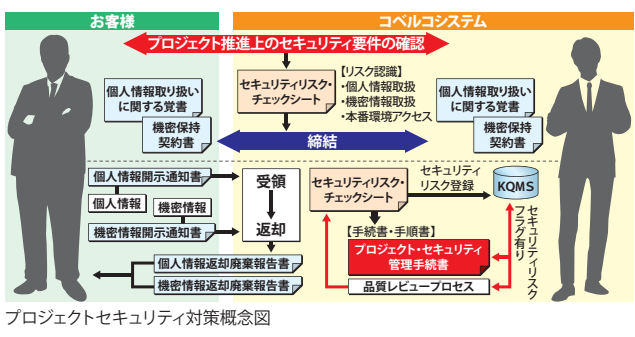 お客様
コベルコシステム
プロジェクト推進上のセキュリティ要件の確認
セキュリティリスク・
チェックシート
【リスク認識】
・個人情報取扱
・機密情報取扱
・本番環境アクセス
個人情報取り扱い
に関する覚書
機密保持
契約書
個人情報取り扱い
に関する覚書
機密保持
契約書
締結
個人情報開示通知書
個人情報
機密情報
機密情報開示通知書
受領
返却
個人情報返却廃棄報告書
機密情報返却廃棄報告書
セキュリティリスク・
チェックシート
セキュリティ
リスク登録
KQMS
【手続書・手順書】
プロジェクト・セキュリティ
管理手続書
品質レビュープロセス
セキュリティリスク
フラグ有り
プロジェクトセキュリティ対策概念図